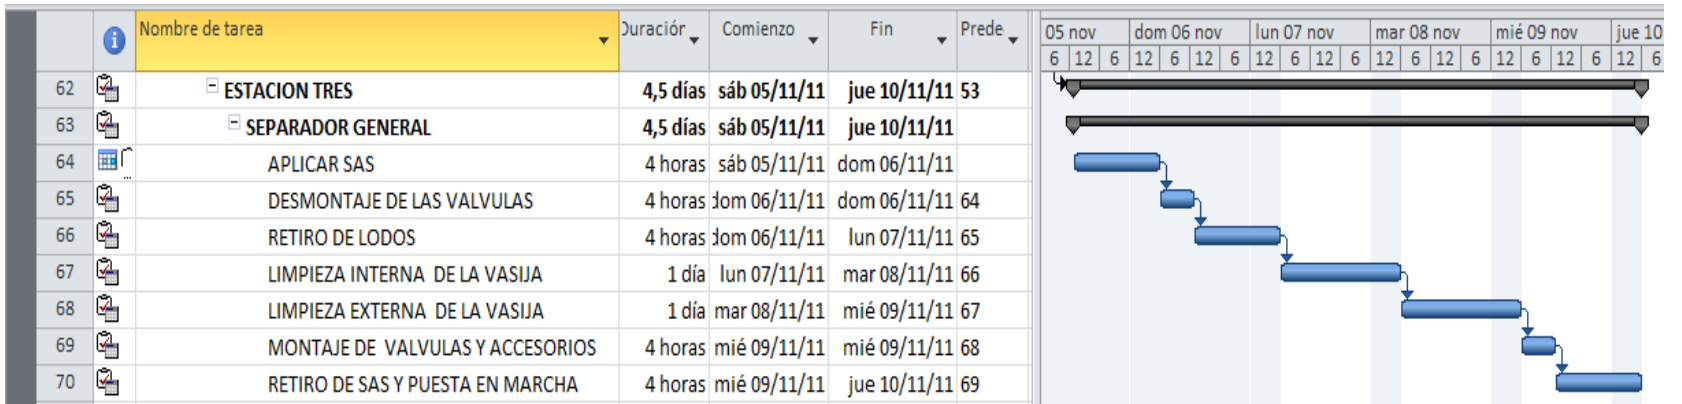 Nombre de tarea Duración Comienzo Fin Prede 05 nov dom 06 nov lun 07 nov mar 08 nov mié 09 nov jue 10
6 12 6 12 6 12 6 12 6 12 6 12 6 12 6 12 6 12 6 12 6
62 ESTACION TRES 4,5 días sáb 05/11/11 jue 10/11/11 53
63 SEPARADOR GENERAL 4,5 días sáb 05/11/11 jue 10/11/11
64 APLICAR SAS 4 horas sáb 05/11/11 dom 06/11/11
65 DESMONTAJE DE LAS VALVULAS 4 horas dom 06/11/11 dom 06/11/11 64
66 RETIRO DE LODOS 4 horas dom 06/11/11 lun 07/11/11 65
67 LIMPIEZA INTERNA DE LA VASIJA 1 día lun 07/11/11 mar 08/11/11 66
68 LIMPIEZA EXTERNA DE LA VASIJA 1 día mar 08/11/11 mié 09/11/11 67
69 MONTAJE DE VALVULAS Y ACCESORIOS 4 horas mié 09/11/11 mié 09/11/11 68
70 RETIRO DE SAS Y PUESTA EN MARCHA 4 horas mié 09/11/11 jue 10/11/11 69